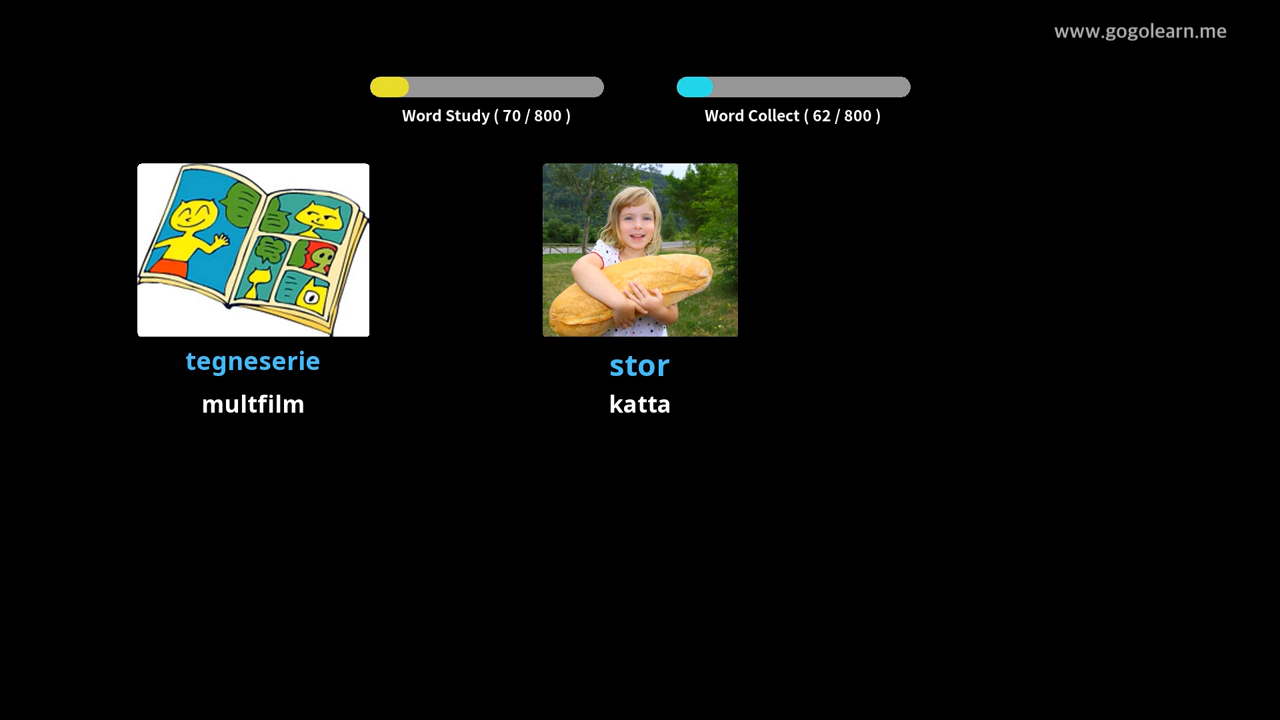 www.gogolearn.me
Word Study ( 70 / 800 )
Word Collect ( 62 / 800 )
tegneserie
multfilm
stor
katta